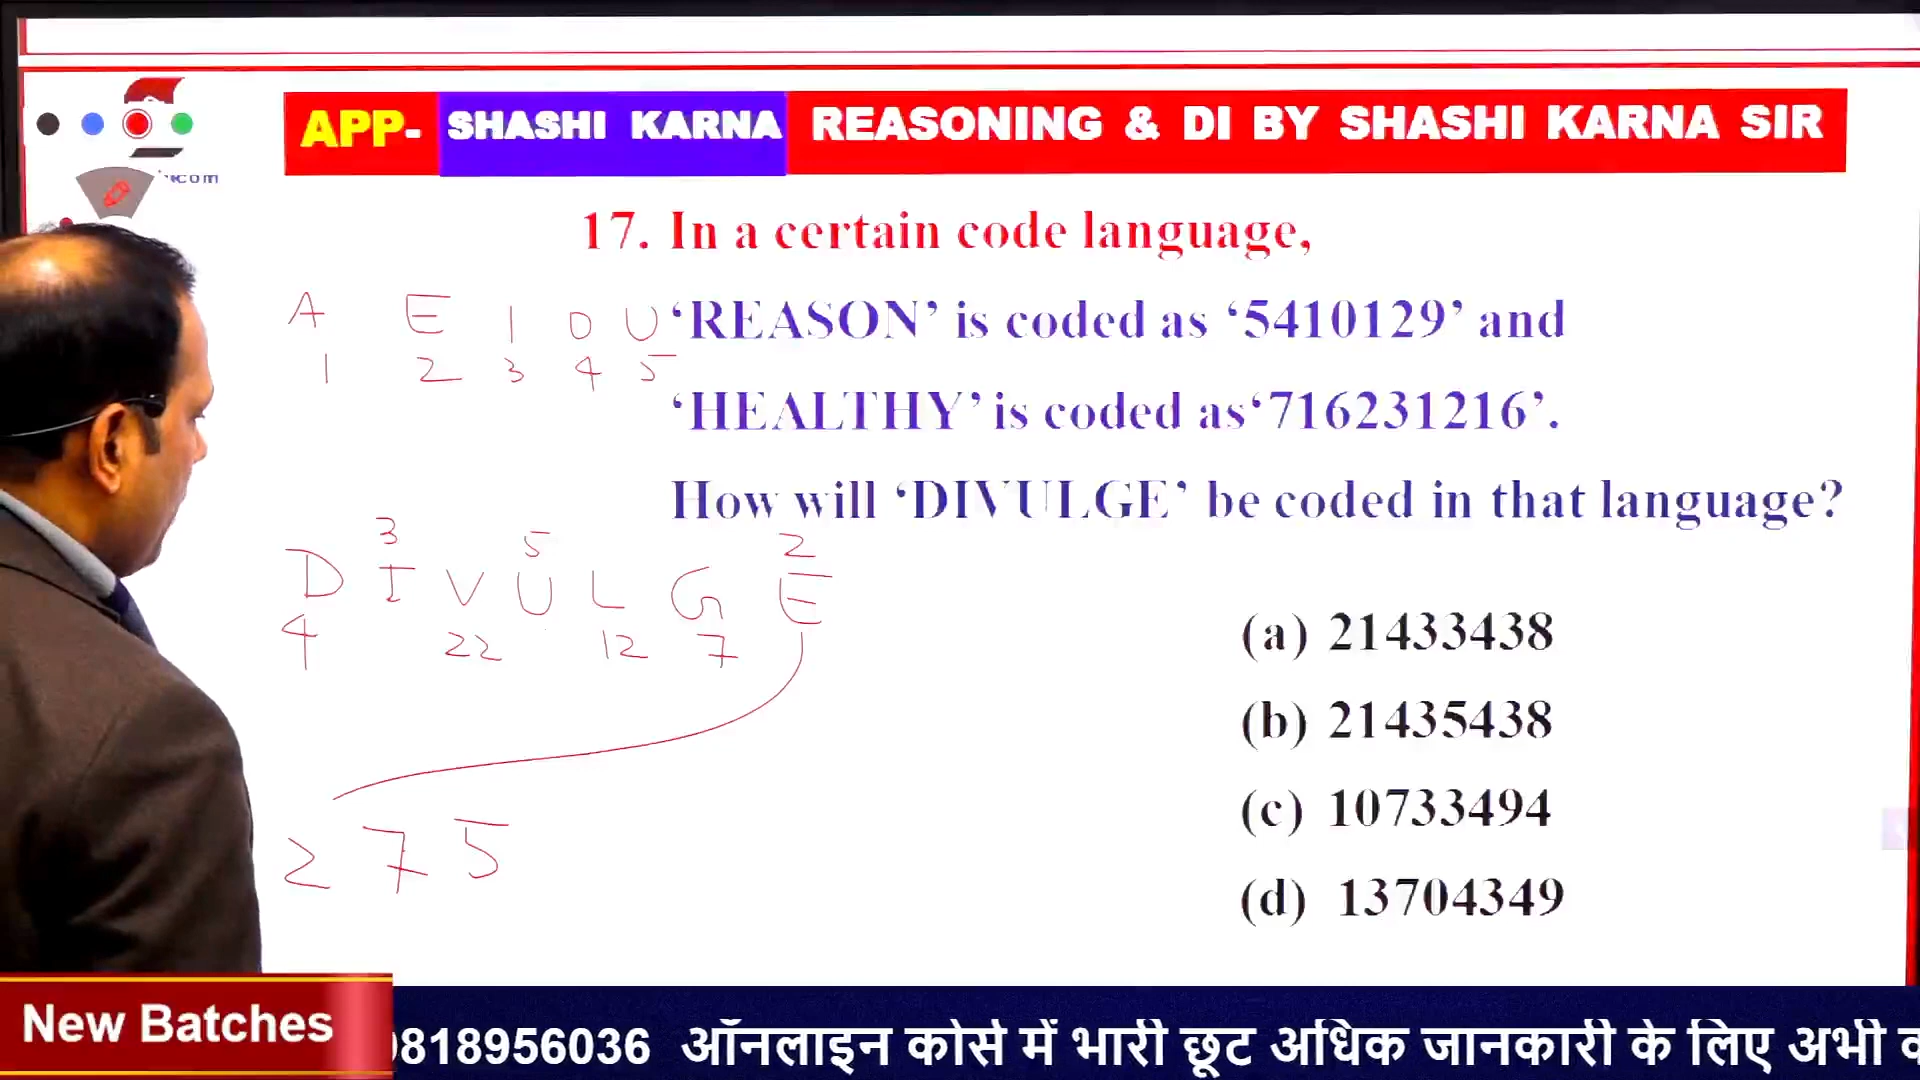 APP- SHASHI KARNA REASONING & DI BY SHASHI KARNA SIR
com
17. In a certain code language,
A E I O U
1 2 3 4 5
‘REASON’ is coded as ‘5410129’ and
‘HEALTHY’ is coded as‘716231216’.
How will ‘DIVULGE’ be coded in that language?
3 5 2
D I V U L G E
4 22 12 7
2 7 5
(a) 21433438
(b) 21435438
(c) 10733494
(d) 13704349
New Batches
9818956036 ऑनलाइन कोर्स में भारी छूट अधिक जानकारी के लिए अभी